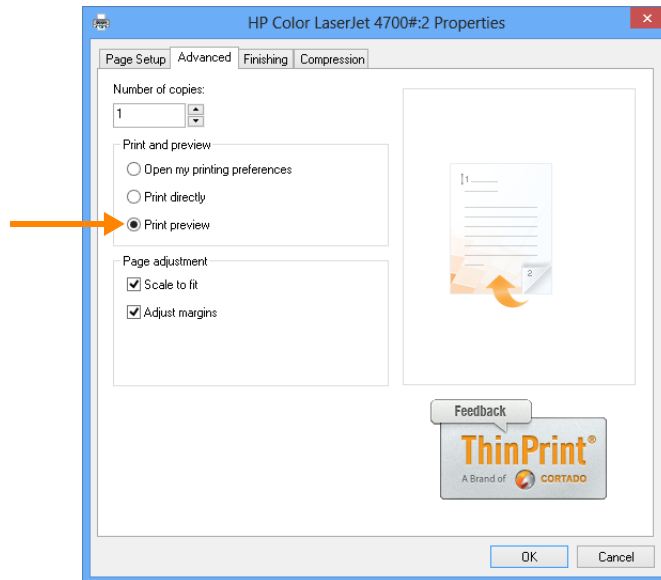 HP Color LaserJet 4700#:2 Properties
Page Setup Advanced Finishing Compression
Number of copies:
1
Print and preview
Open my printing preferences
Print directly
Print preview
Page adjustment
Scale to fit
Adjust margins
1
2
Feedback
ThinPrint®
A Brand of CORTADO
OK Cancel